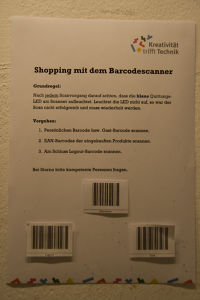 Kreativität
trifft Technik
Shopping mit dem Barcodescanner
Grundregel:
Nach jedem Scanvorgang darauf achten, dass die blaue Quittungs-
LED am Scanner aufleuchtet. Leuchtet die LED nicht auf, so war der
Scan nicht erfolgreich und muss wiederholt werden.
Vorgehen:
1. Persönlichen Barcode bzw. Gast-Barcode scannen.
2. EAN-Barcodes der eingekauften Produkte scannen.
3. Am Schluss Logout-Barcode scannen.
Bei Storno bitte kompetente Personen fragen.